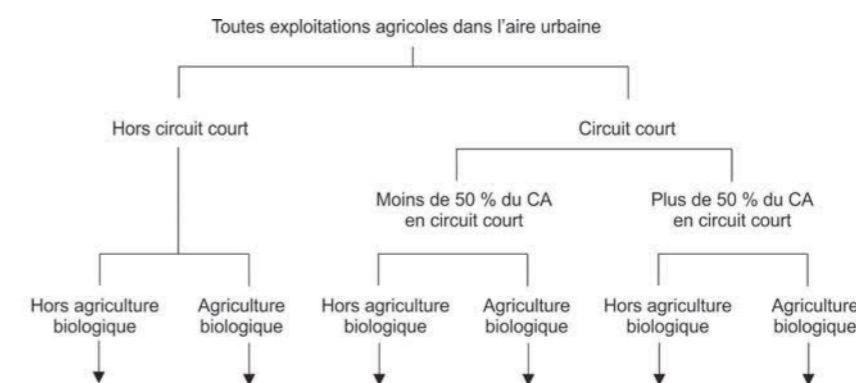 Toutes exploitations agricoles dans l'aire urbaine
Hors circuit court
Circuit court
Moins de 50 % du CA
en circuit court
Plus de 50 % du CA
en circuit court
Hors agriculture
biologique
Agriculture
biologique
Hors agriculture
biologique
Agriculture
biologique
Hors agriculture
biologique
Agriculture
biologique